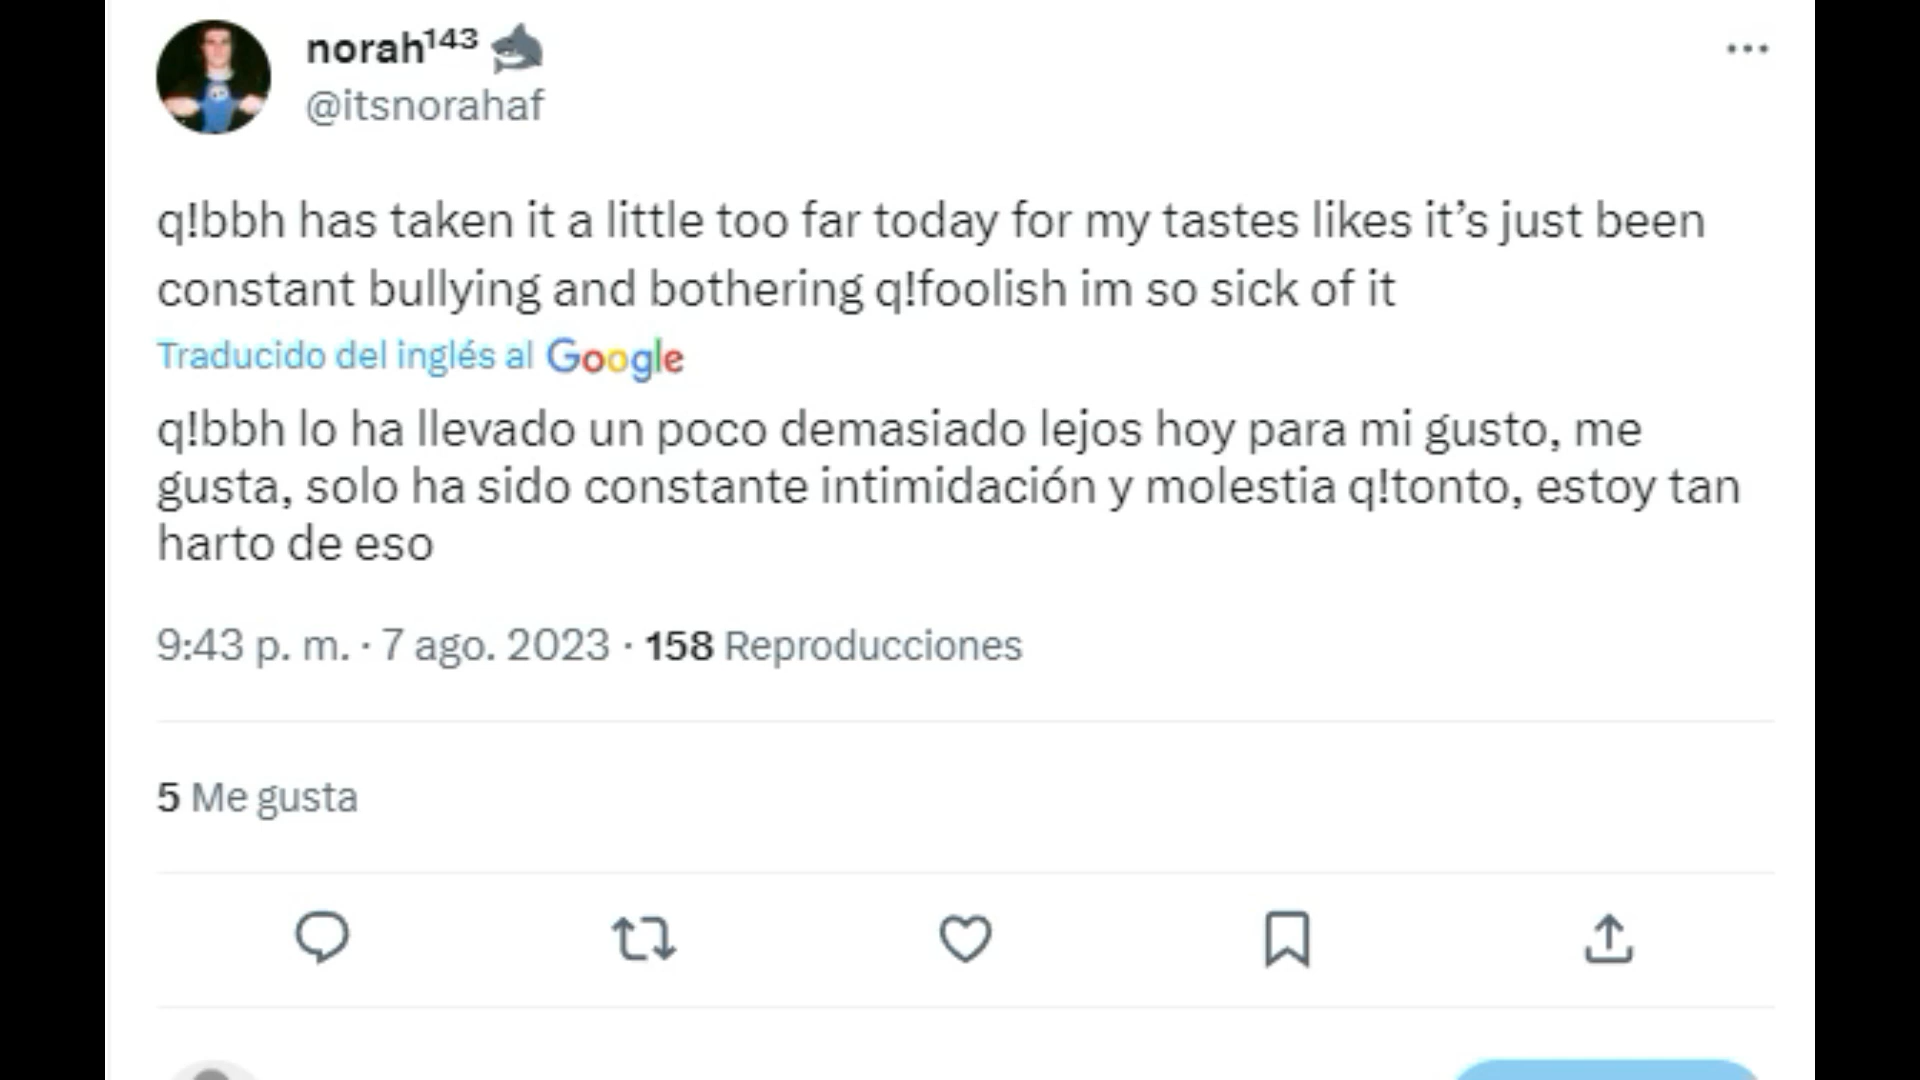 norah¹⁴³
@itsnorahaf
q!bbh has taken it a little too far today for my tastes likes it’s just been
constant bullying and bothering q!foolish im so sick of it
Traducido del inglés al Google
q!bbh lo ha llevado un poco demasiado lejos hoy para mi gusto, me
gusta, solo ha sido constante intimidación y molestia q!tonto, estoy tan
harto de eso
9:43 p. m. · 7 ago. 2023 · 158 Reproducciones
5 Me gusta